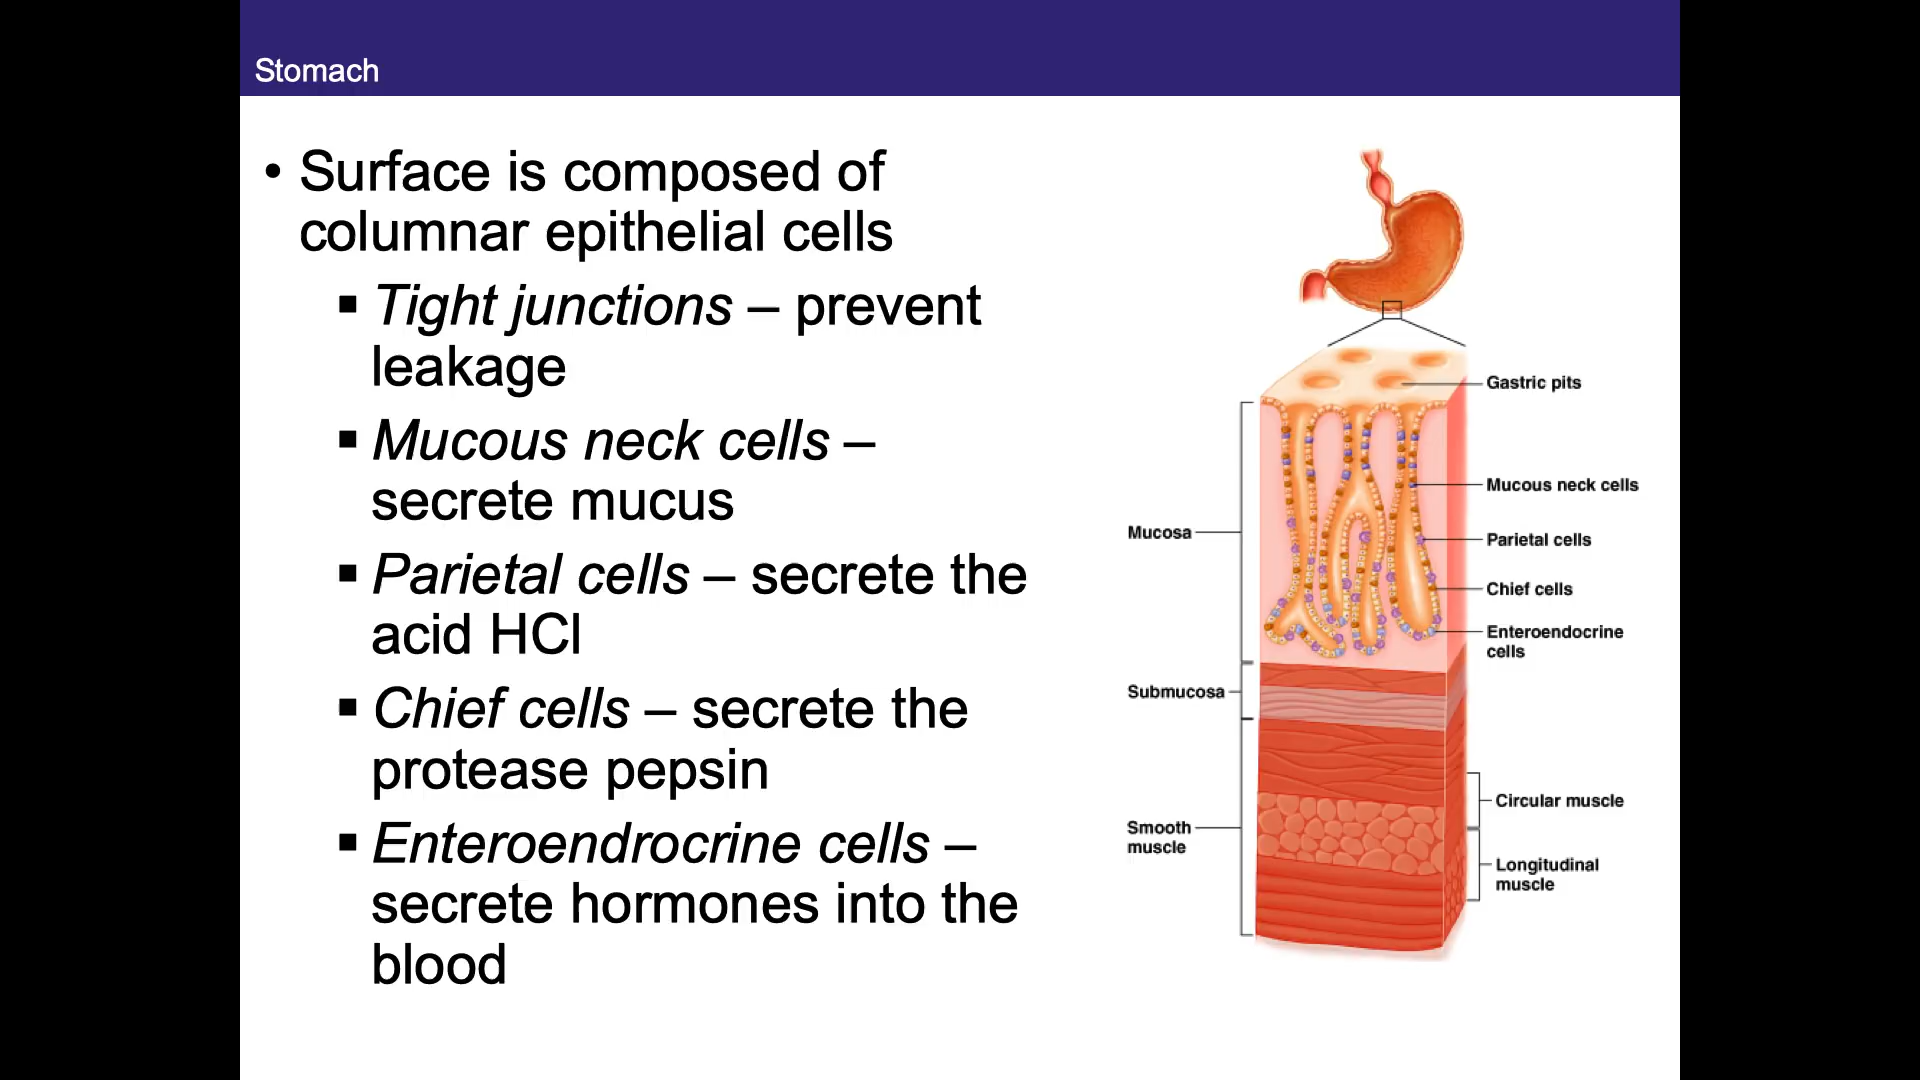 Stomach
• Surface is composed of
columnar epithelial cells
▪ Tight junctions – prevent
leakage
▪ Mucous neck cells –
secrete mucus
▪ Parietal cells – secrete the
acid HCl
▪ Chief cells – secrete the
protease pepsin
▪ Enteroendrocrine cells –
secrete hormones into the
blood
Gastric pits
Mucous neck cells
Mucosa
Parietal cells
Chief cells
Enteroendocrine
cells
Submucosa
Circular muscle
Smooth
muscle
Longitudinal
muscle